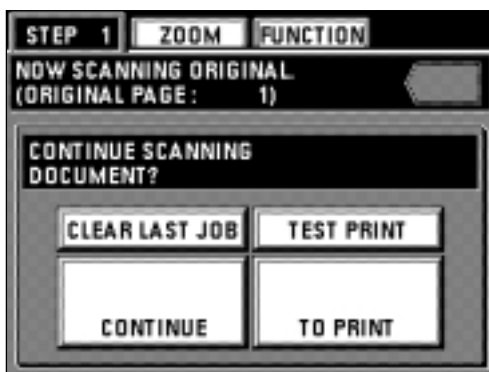 STEP 1 ZOOM FUNCTION
NOW SCANNING ORIGINAL.
(ORIGINAL PAGE: 1)
CONTINUE SCANNING
DOCUMENT?
CLEAR LAST JOB TEST PRINT
CONTINUE TO PRINT